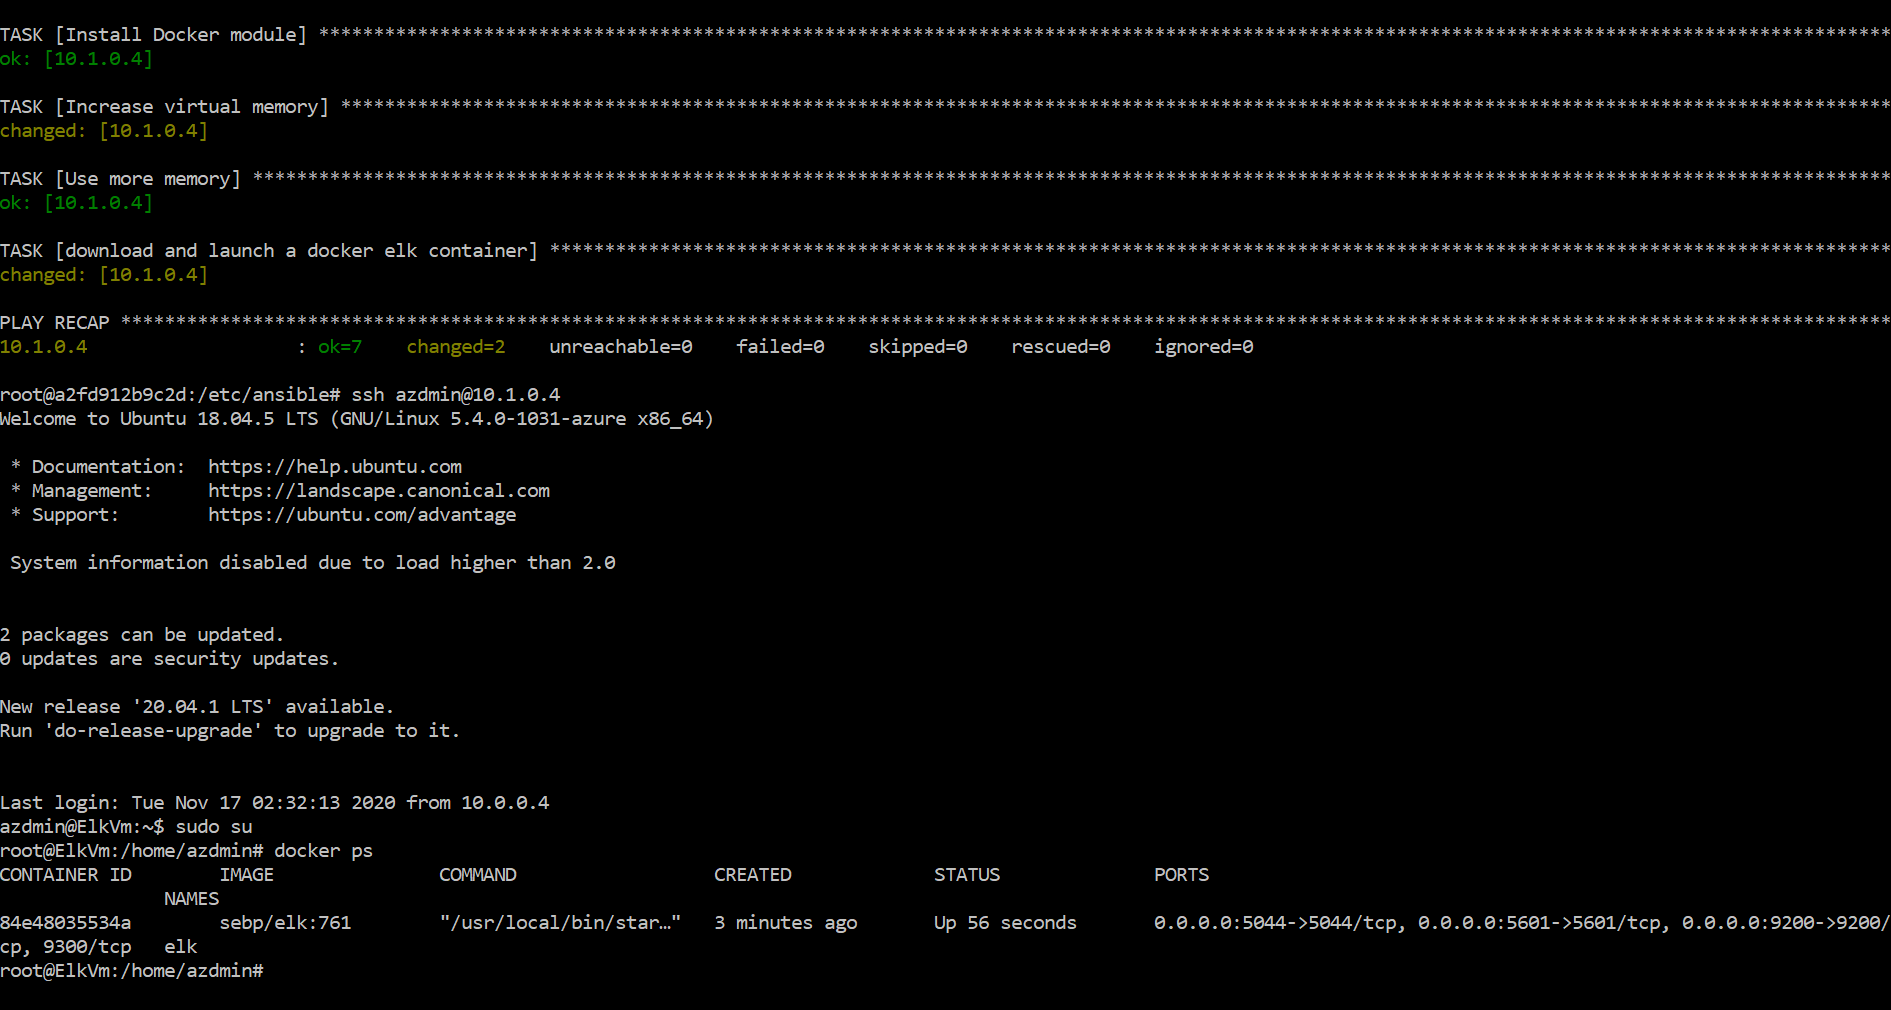 TASK [Install Docker module] ***********************************************************************************************************************************************
ok: [10.1.0.4]
TASK [Increase virtual memory] *********************************************************************************************************************************************
changed: [10.1.0.4]
TASK [Use more memory] *****************************************************************************************************************************************************
ok: [10.1.0.4]
TASK [download and launch a docker elk container] **************************************************************************************************************************
changed: [10.1.0.4]
PLAY RECAP *****************************************************************************************************************************************************************
10.1.0.4                   : ok=7    changed=2    unreachable=0    failed=0    skipped=0    rescued=0    ignored=0
root@a2fd912b9c2d:/etc/ansible# ssh azdmin@10.1.0.4
Welcome to Ubuntu 18.04.5 LTS (GNU/Linux 5.4.0-1031-azure x86_64)
* Documentation:  https://help.ubuntu.com
* Management:     https://landscape.canonical.com
* Support:        https://ubuntu.com/advantage
System information disabled due to load higher than 2.0
2 packages can be updated.
0 updates are security updates.
New release '20.04.1 LTS' available.
Run 'do-release-upgrade' to upgrade to it.
Last login: Tue Nov 17 02:32:13 2020 from 10.0.0.4
azdmin@ElkVm:~$ sudo su
root@ElkVm:/home/azdmin# docker ps
CONTAINER ID        IMAGE               COMMAND                  CREATED             STATUS              PORTS
NAMES
84e48035534a        sebp/elk:761        "/usr/local/bin/star…"   3 minutes ago       Up 56 seconds       0.0.0.0:5044->5044/tcp, 0.0.0.0:5601->5601/tcp, 0.0.0.0:9200->9200/
cp, 9300/tcp   elk
root@ElkVm:/home/azdmin#